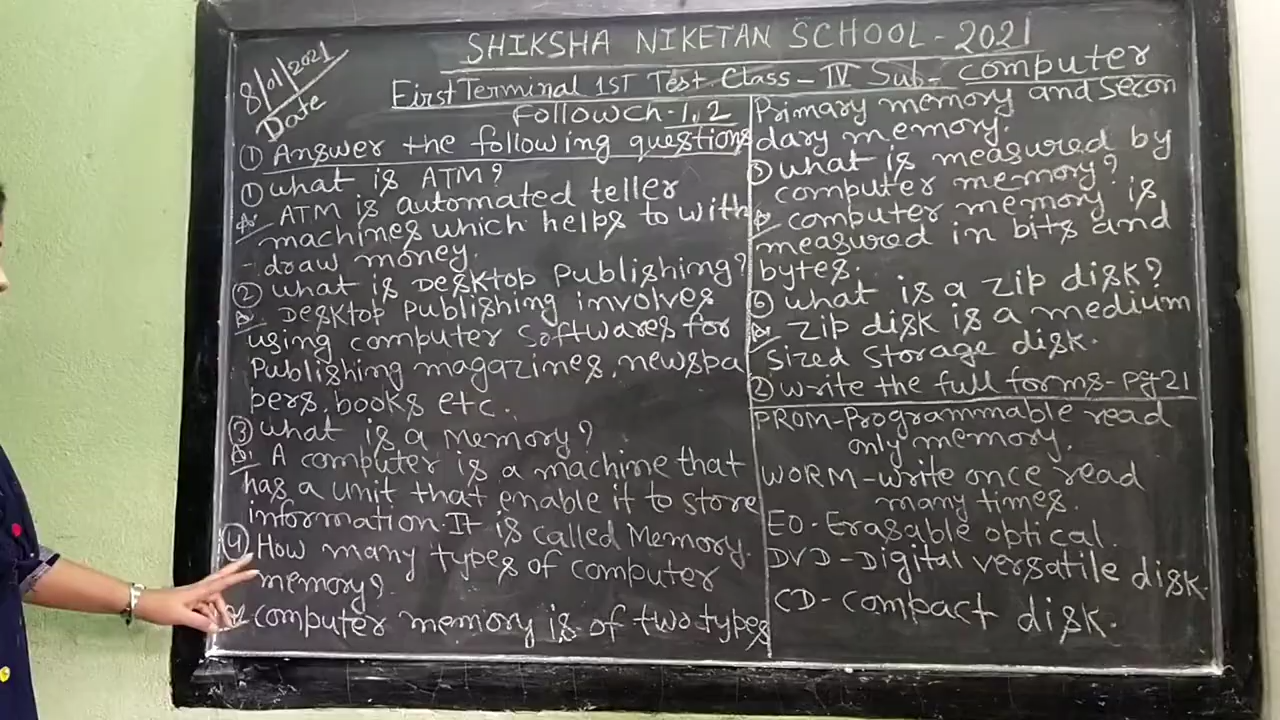 8/01/2021
Date
SHIKSHA NIKETAN SCHOOL - 2021
First Terminal 1ST Test Class - IV Sub - computer
Follow ch. 1, 2
① Answer the following questions
① what is ATM?
A. ATM is automated teller
machines which helps to with
- draw money.
② what is Desktop Publishing?
A. Desktop Publishing involves
using computer softwares for
Publishing magazines, newspa
pers, books etc.
③ what is a memory?
A. A computer is a machine that
has a unit that enable it to store
information. It is called Memory.
④ How many types of computer
memory?
computer memory is of two types
Primary memory and secon
dary memory.
⑤ what is measured by
computer memory?
A. computer memory is
measured in bits and
bytes.
⑥ what is a zip disk?
A. zip disk is a medium
sized storage disk.
② write the full forms - pg 21
PROM - Programmable read
only memory.
WORM - write once read
many times.
EO - Erasable optical.
DVD - Digital versatile disk.
CD - compact disk.